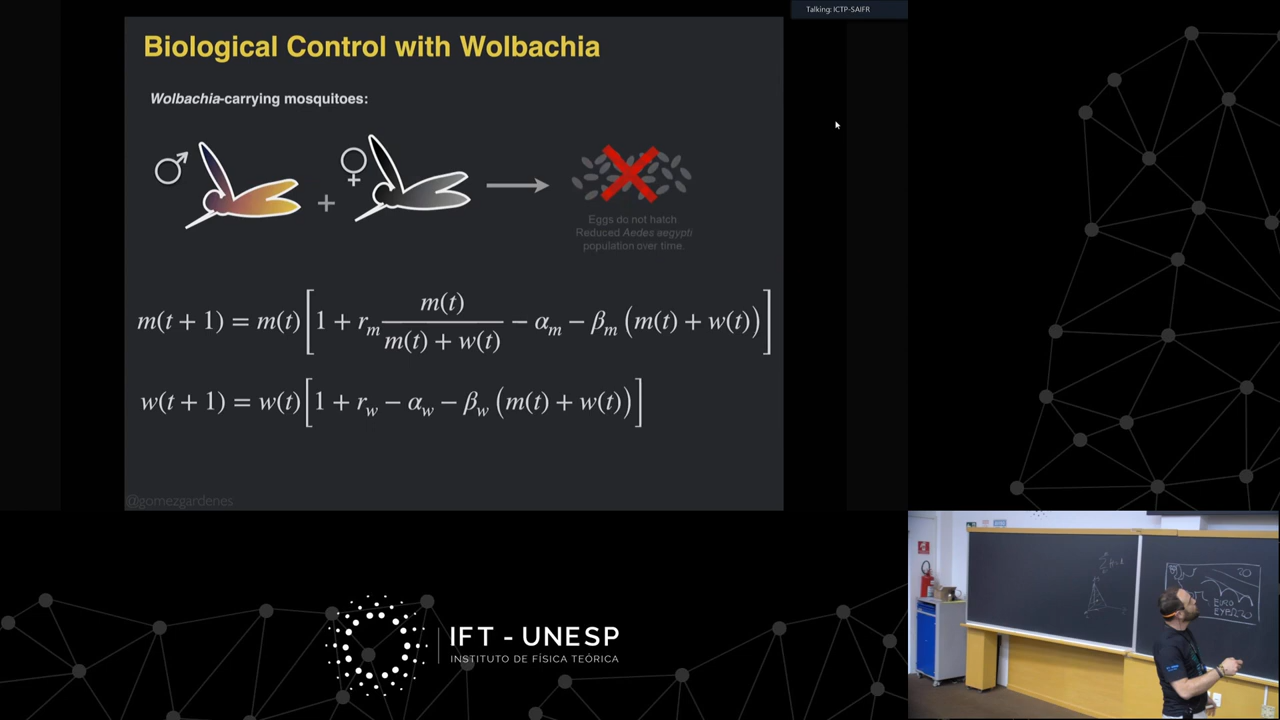 Talking: ICTP-SAIFR
Biological Control with Wolbachia
Wolbachia-carrying mosquitoes:
♂ + ♀
Eggs do not hatch
Reduced Aedes aegypti
population over time.
m(t + 1) = m(t)[1 + r_m m(t)/(m(t) + w(t)) − α_m − β_m (m(t) + w(t))]
w(t + 1) = w(t)[1 + r_w − α_w − β_w (m(t) + w(t))]
@gomezgardenes
IFT - UNESP
INSTITUTO DE FÍSICA TEÓRICA